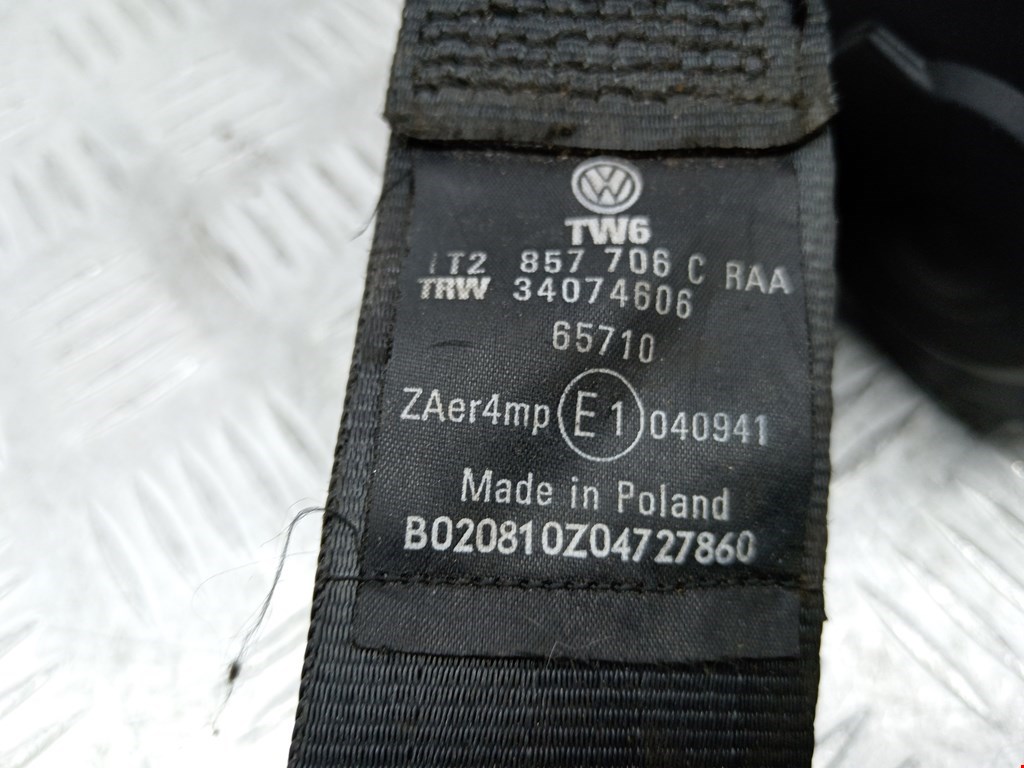 TW6
1T2 857 706 C RAA
TRW 34074606
65710
ZAer4mp E1 040941
Made in Poland
B020810Z04727860